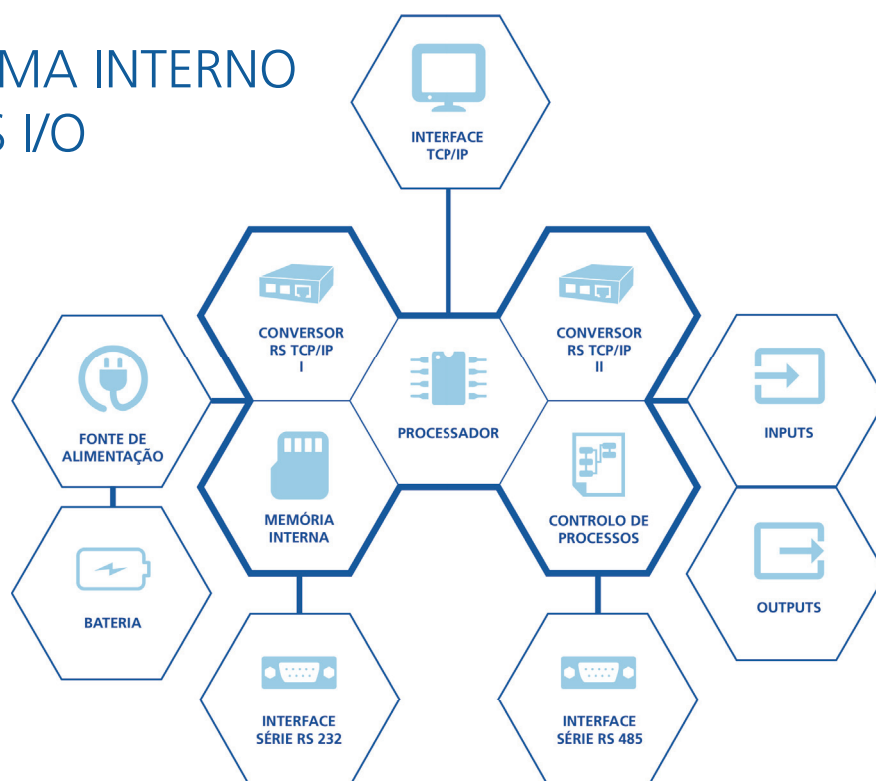 MA INTERNO
S I/O
INTERFACE
TCP/IP
CONVERSOR
RS TCP/IP
I
CONVERSOR
RS TCP/IP
II
FONTE DE
ALIMENTAÇÃO
PROCESSADOR
INPUTS
MEMÓRIA
INTERNA
CONTROLO DE
PROCESSOS
BATERIA
OUTPUTS
INTERFACE
SÉRIE RS 232
INTERFACE
SÉRIE RS 485